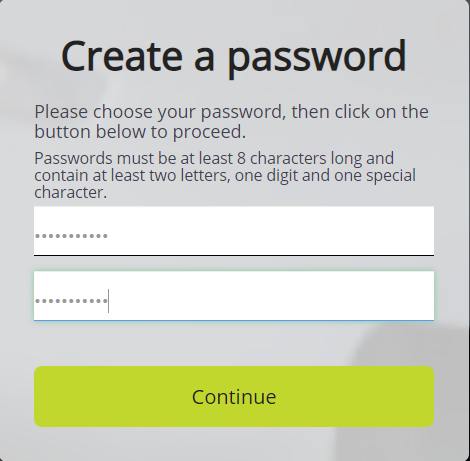 Create a password
Please choose your password, then click on the
button below to proceed.
Passwords must be at least 8 characters long and
contain at least two letters, one digit and one special
character.
•••••••••••
•••••••••••
Continue